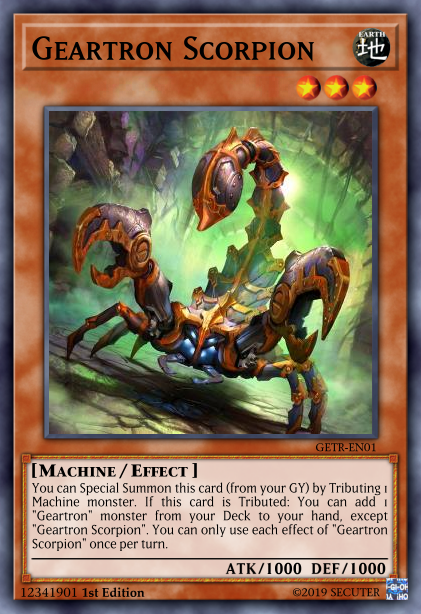 GEARTRON SCORPION
EARTH
地
GETR-EN01
[MACHINE / EFFECT ]
You can Special Summon this card (from your GY) by Tributing 1
Machine monster. If this card is Tributed: You can add 1
"Geartron" monster from your Deck to your hand, except
"Geartron Scorpion". You can only use each effect of "Geartron
Scorpion" once per turn.
ATK/1000 DEF/1000
12341901 1st Edition
©2019 SECUTER